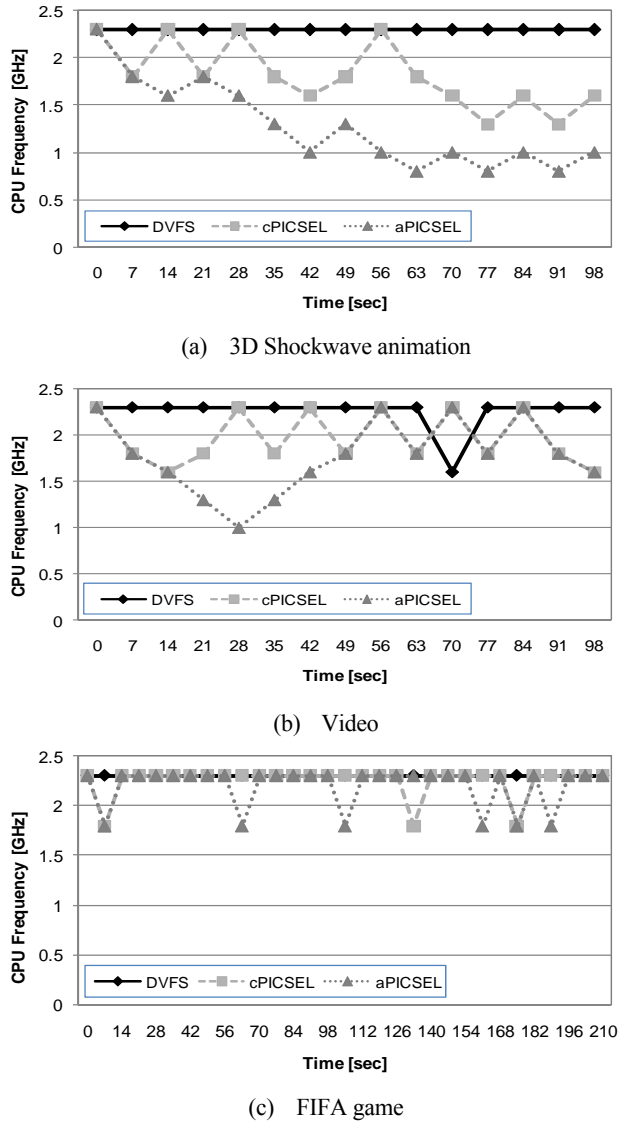 2.5
2
1.5
1
0.5
0
CPU Frequency [GHz]
DVFS cPICSEL aPICSEL
0 7 14 21 28 35 42 49 56 63 70 77 84 91 98
Time [sec]
(a) 3D Shockwave animation
2.5
2
1.5
1
0.5
0
CPU Frequency [GHz]
DVFS cPICSEL aPICSEL
0 7 14 21 28 35 42 49 56 63 70 77 84 91 98
Time [sec]
(b) Video
2.5
2
1.5
1
0.5
0
CPU Frequency [GHz]
DVFS cPICSEL aPICSEL
0 14 28 42 56 70 84 98 112 126 140 154 168 182 196 210
Time [sec]
(c) FIFA game